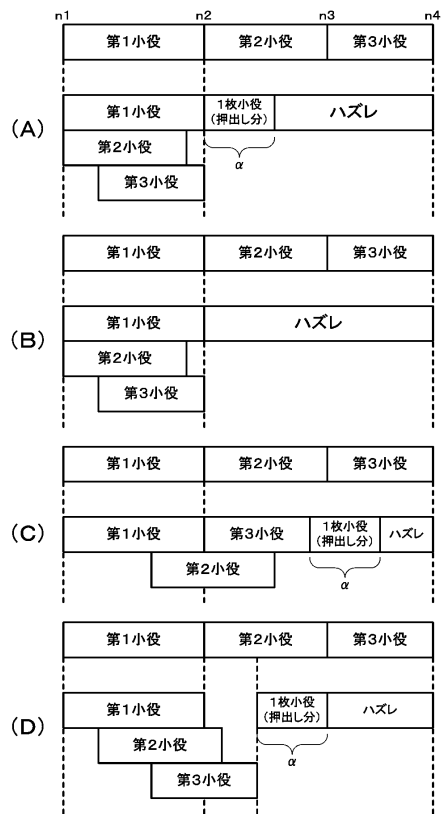 n1 n2 n3 n4
第1小役 第2小役 第3小役
(A)
第1小役 1枚小役 ハズレ
(押出し分)
第2小役 α
第3小役
第1小役 第2小役 第3小役
(B)
第1小役 ハズレ
第2小役
第3小役
第1小役 第2小役 第3小役
(C)
第1小役 第3小役 1枚小役 ハズレ
(押出し分)
第2小役 α
第1小役 第2小役 第3小役
(D)
第1小役 1枚小役 ハズレ
(押出し分)
第2小役 α
第3小役